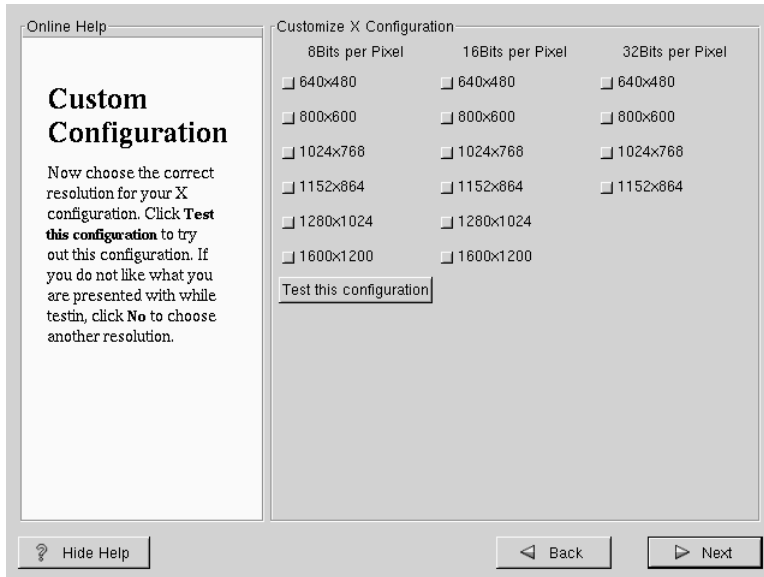 Online Help
Custom
Configuration
Now choose the correct
resolution for your X
configuration. Click Test
this configuration to try
out this configuration. If
you do not like what you
are presented with while
testin, click No to choose
another resolution.
Customize X Configuration
8Bits per Pixel 16Bits per Pixel 32Bits per Pixel
640x480 640x480 640x480
800x600 800x600 800x600
1024x768 1024x768 1024x768
1152x864 1152x864 1152x864
1280x1024 1280x1024
1600x1200 1600x1200
Test this configuration
? Hide Help
Back
Next